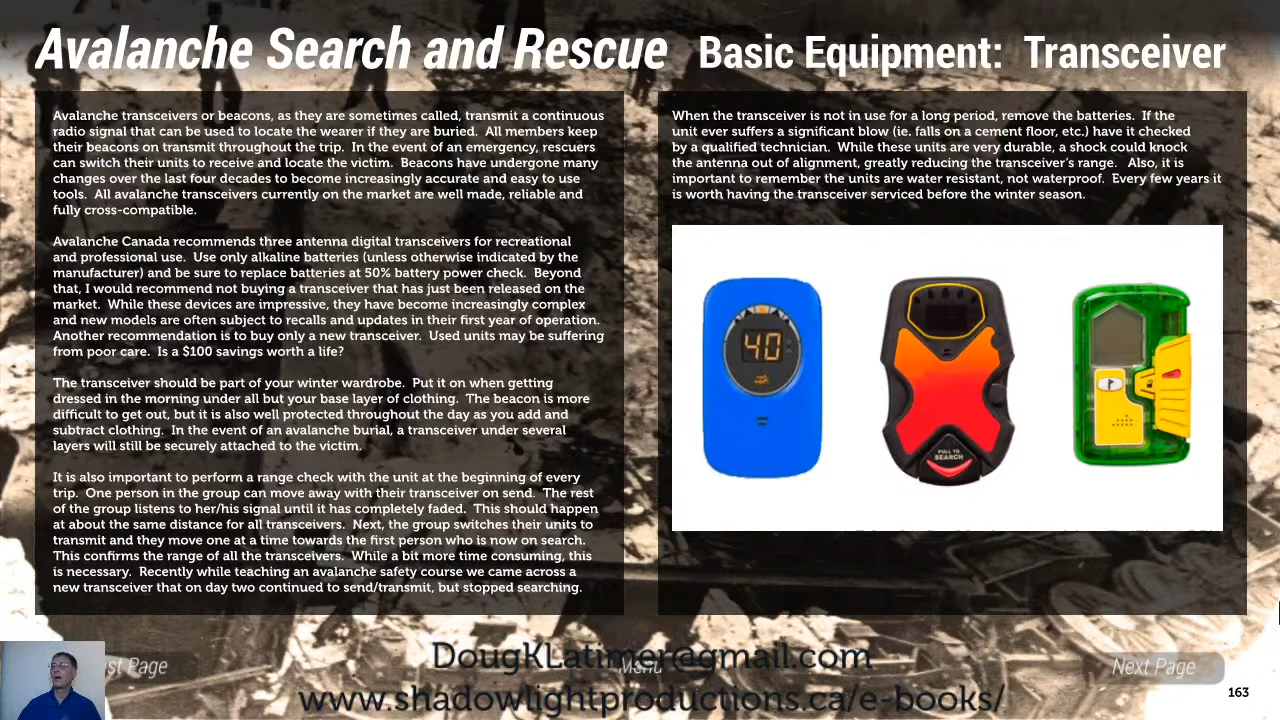 Avalanche Search and Rescue Basic Equipment: Transceiver
Avalanche transceivers or beacons, as they are sometimes called, transmit a continuous
radio signal that can be used to locate the wearer if they are buried. All members keep
their beacons on transmit throughout the trip. In the event of an emergency, rescuers
can switch their units to receive and locate the victim. Beacons have undergone many
changes over the last four decades to become increasingly accurate and easy to use
tools. All avalanche transceivers currently on the market are well made, reliable and
fully cross-compatible.
Avalanche Canada recommends three antenna digital transceivers for recreational
and professional use. Use only alkaline batteries (unless otherwise indicated by the
manufacturer) and be sure to replace batteries at 50% battery power check. Beyond
that, I would recommend not buying a transceiver that has just been released on the
market. While these devices are impressive, they have become increasingly complex
and new models are often subject to recalls and updates in their first year of operation.
Another recommendation is to buy only a new transceiver. Used units may be suffering
from poor care. Is a $100 savings worth a life?
The transceiver should be part of your winter wardrobe. Put it on when getting
dressed in the morning under all but your base layer of clothing. The beacon is more
difficult to get out, but it is also well protected throughout the day as you add and
subtract clothing. In the event of an avalanche burial, a transceiver under several
layers will still be securely attached to the victim.
It is also important to perform a range check with the unit at the beginning of every
trip. One person in the group can move away with their transceiver on send. The rest
of the group listens to her/his signal until it has completely faded. This should happen
at about the same distance for all transceivers. Next, the group switches their units to
transmit and they move one at a time towards the first person who is now on search.
This confirms the range of all the transceivers. While a bit more time consuming, this
is necessary. Recently while teaching an avalanche safety course we came across a
new transceiver that on day two continued to send/transmit, but stopped searching.
When the transceiver is not in use for a long period, remove the batteries. If the
unit ever suffers a significant blow (ie. falls on a cement floor, etc.) have it checked
by a qualified technician. While these units are very durable, a shock could knock
the antenna out of alignment, greatly reducing the transceiver's range. Also, it is
important to remember the units are water resistant, not waterproof. Every few years it
is worth having the transceiver serviced before the winter season.
40
PULL TO
SEARCH
Page
Menu
Next Page
DougKLatimer@gmail.com
www.shadowlightproductions.ca/e-books/
163